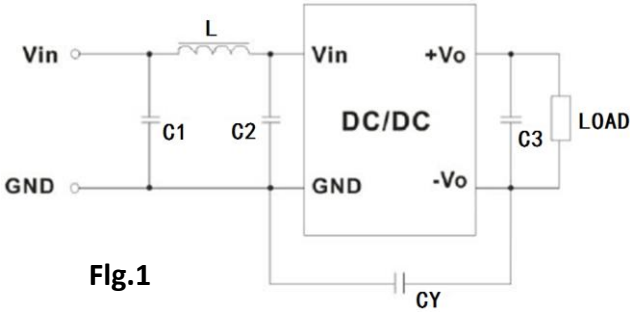 L
Vin
Vin
+Vo
C1
C2
DC/DC
C3
LOAD
GND
GND
-Vo
Flg.1
CY